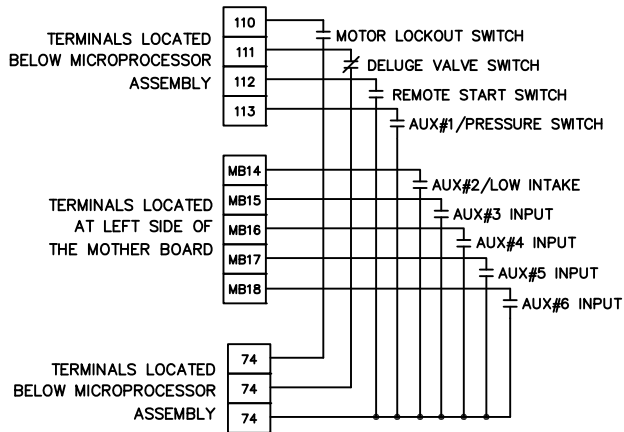 TERMINALS LOCATED
BELOW MICROPROCESSOR
ASSEMBLY
110
111
112
113
MOTOR LOCKOUT SWITCH
DELUGE VALVE SWITCH
REMOTE START SWITCH
AUX#1/PRESSURE SWITCH
TERMINALS LOCATED
AT LEFT SIDE OF
THE MOTHER BOARD
MB14
MB15
MB16
MB17
MB18
AUX#2/LOW INTAKE
AUX#3 INPUT
AUX#4 INPUT
AUX#5 INPUT
AUX#6 INPUT
TERMINALS LOCATED
BELOW MICROPROCESSOR
ASSEMBLY
74
74
74